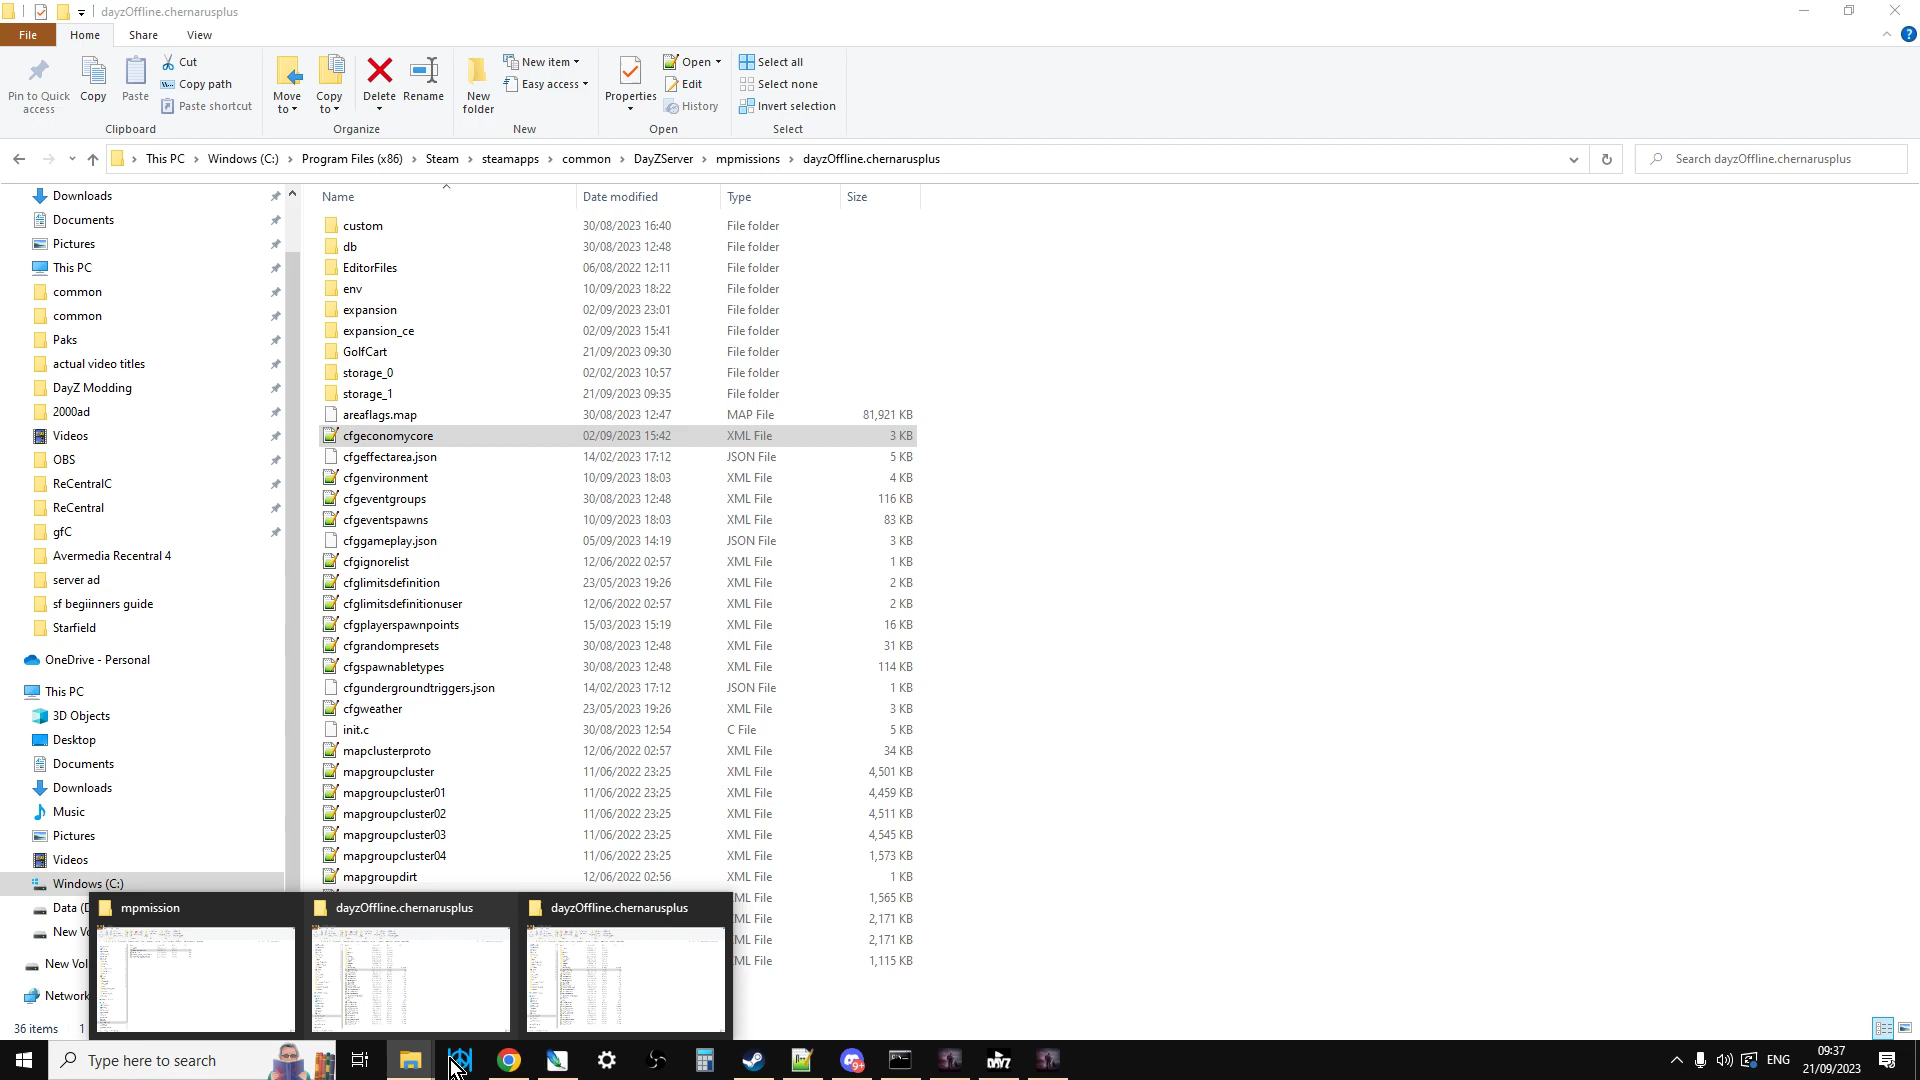 dayzOffline.chernarusplus
File Home Share View
Pin to Quick access
Copy
Paste
Cut
Copy path
Paste shortcut
Clipboard
Move to
Copy to
Delete
Rename
Organize
New folder
New item
Easy access
New
Properties
Open
Edit
History
Open
Select all
Select none
Invert selection
Select
This PC Windows (C:) Program Files (x86) Steam steamapps common DayZServer mpmissions dayzOffline.chernarusplus
Search dayzOffline.chernarusplus
Downloads
Documents
Pictures
This PC
common
common
Paks
actual video titles
DayZ Modding
2000ad
Videos
OBS
ReCentralC
ReCentral
gfC
Avermedia Recentral 4
server ad
sf begiinners guide
Starfield
OneDrive - Personal
This PC
3D Objects
Desktop
Documents
Downloads
Music
Pictures
Videos
Windows (C:)
Data (D
New Vo
New Vol
Network
36 items 1
Name Date modified Type Size
custom 30/08/2023 16:40 File folder
db 30/08/2023 12:48 File folder
EditorFiles 06/08/2022 12:11 File folder
env 10/09/2023 18:22 File folder
expansion 02/09/2023 23:01 File folder
expansion_ce 02/09/2023 15:41 File folder
GolfCart 21/09/2023 09:30 File folder
storage_0 02/02/2023 10:57 File folder
storage_1 21/09/2023 09:35 File folder
areaflags.map 30/08/2023 12:47 MAP File 81,921 KB
cfgeconomycore 02/09/2023 15:42 XML File 3 KB
cfgeffectarea.json 14/02/2023 17:12 JSON File 5 KB
cfgenvironment 10/09/2023 18:03 XML File 4 KB
cfgeventgroups 30/08/2023 12:48 XML File 116 KB
cfgeventspawns 10/09/2023 18:03 XML File 83 KB
cfggameplay.json 05/09/2023 14:19 JSON File 3 KB
cfgignorelist 12/06/2022 02:57 XML File 1 KB
cfglimitsdefinition 23/05/2023 19:26 XML File 2 KB
cfglimitsdefinitionuser 12/06/2022 02:57 XML File 2 KB
cfgplayerspawnpoints 15/03/2023 15:19 XML File 16 KB
cfgrandompresets 30/08/2023 12:48 XML File 31 KB
cfgspawnabletypes 30/08/2023 12:48 XML File 114 KB
cfgundergroundtriggers.json 14/02/2023 17:12 JSON File 1 KB
cfgweather 23/05/2023 19:26 XML File 3 KB
init.c 30/08/2023 12:54 C File 5 KB
mapclusterproto 12/06/2022 02:57 XML File 34 KB
mapgroupcluster 11/06/2022 23:25 XML File 4,501 KB
mapgroupcluster01 11/06/2022 23:25 XML File 4,459 KB
mapgroupcluster02 11/06/2022 23:25 XML File 4,511 KB
mapgroupcluster03 11/06/2022 23:25 XML File 4,545 KB
mapgroupcluster04 11/06/2022 23:25 XML File 1,573 KB
mapgroupdirt 12/06/2022 02:56 XML File 1 KB
XML File 1,565 KB
XML File 2,171 KB
XML File 2,171 KB
XML File 1,115 KB
mpmission
dayzOffline.chernarusplus
dayzOffline.chernarusplus
Type here to search
9+
DAYZ
ENG
09:37
21/09/2023